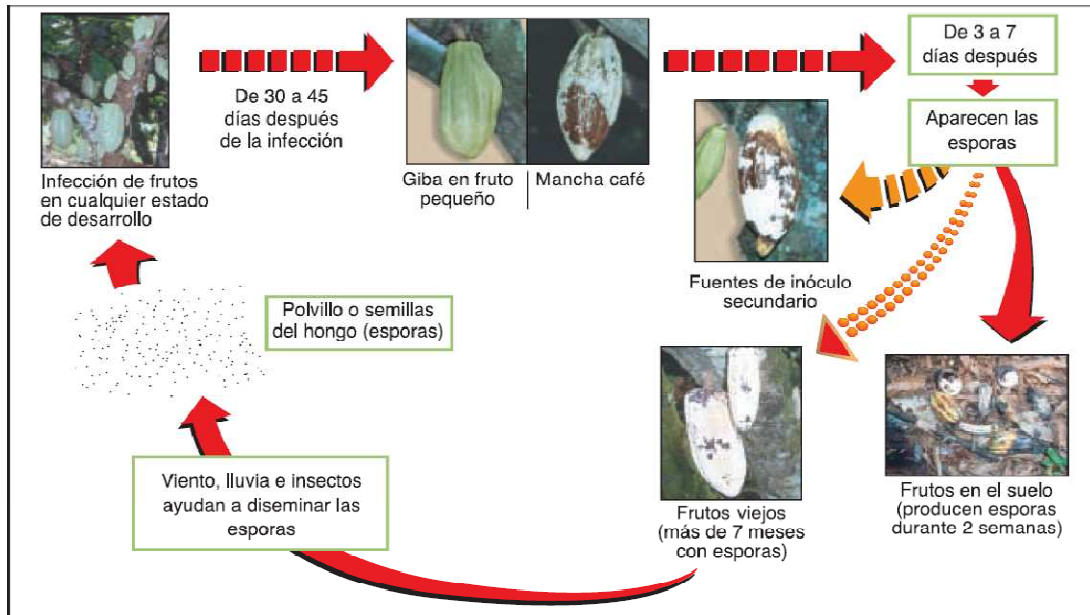 Infección de frutos
en cualquier estado
de desarrollo
De 30 a 45
días después
de la infección
Giba en fruto
pequeño
Mancha café
De 3 a 7
días después
Aparecen las
esporas
Fuentes de inóculo
secundario
Frutos en el suelo
(producen esporas
durante 2 semanas)
Frutos viejos
(más de 7 meses
con esporas)
Viento, lluvia e insectos
ayudan a diseminar las
esporas
Polvillo o semillas
del hongo (esporas)